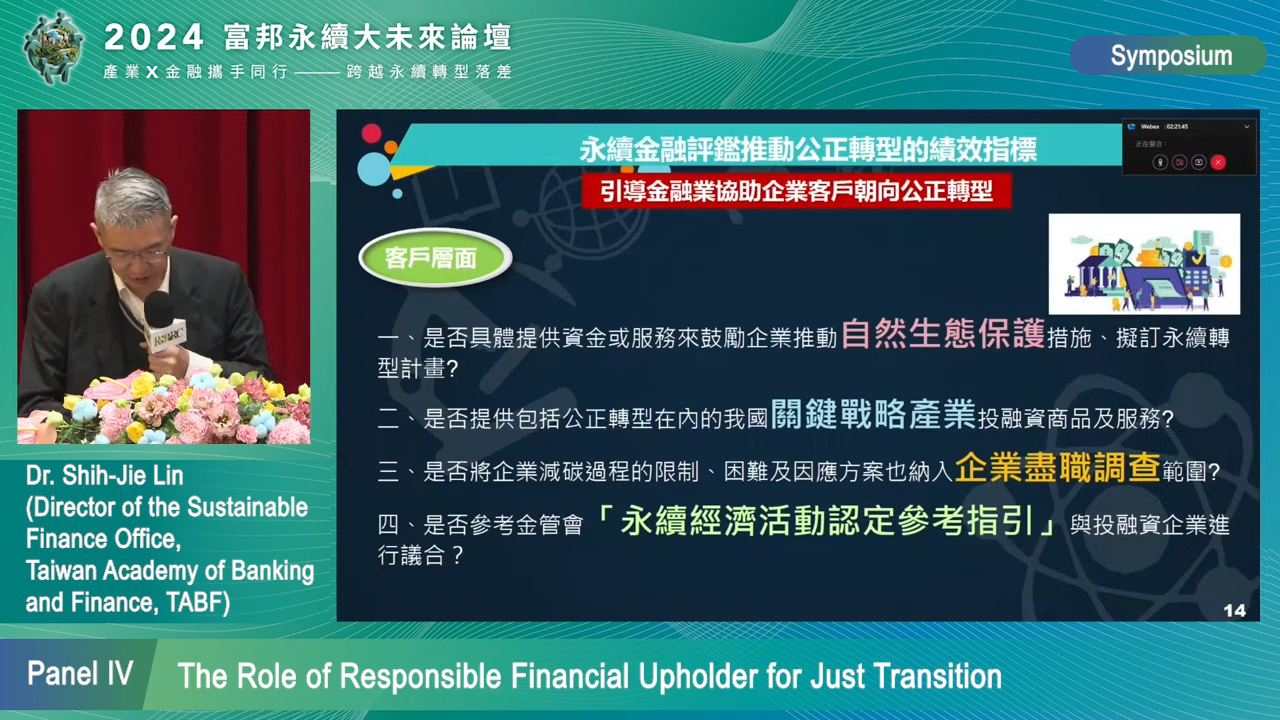 2024 富邦永續大未來論壇
產業X金融攜手同行——跨越永續轉型落差
Symposium
永續金融評鑑推動公正轉型的績效指標
引導金融業協助企業客戶朝向公正轉型
Webex 02:21:45
正在發言：
客戶層面
一、是否具體提供資金或服務來鼓勵企業推動自然生態保護措施、擬訂永續轉
型計畫?
二、是否提供包括公正轉型在內的我國關鍵戰略產業投融資商品及服務?
三、是否將企業減碳過程的限制、困難及因應方案也納入企業盡職調查範圍?
四、是否參考金管會「永續經濟活動認定參考指引」與投融資企業進
行議合？
14
Dr. Shih-Jie Lin
(Director of the Sustainable
Finance Office,
Taiwan Academy of Banking
and Finance, TABF)
Panel IV
The Role of Responsible Financial Upholder for Just Transition